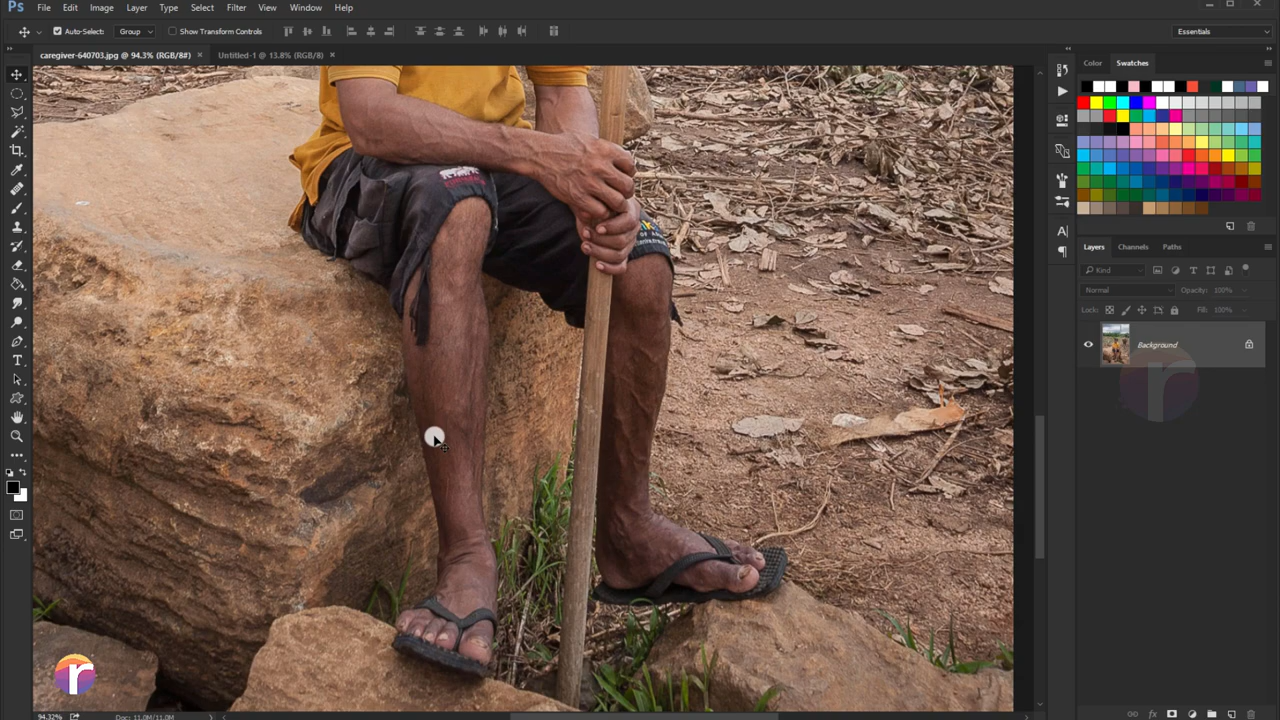 Ps File Edit Image Layer Type Select Filter View Window Help
Auto-Select: Group Show Transform Controls Essentials
caregiver-640703.jpg @ 94.3% (RGB/8#) × Untitled-1 @ 13.8% (RGB/8) ×
Color Swatches
Layers Channels Paths
Kind
Normal Opacity: 100%
Lock: Fill: 100%
Background
r
r
94.32% Doc: 11.0M/11.0M